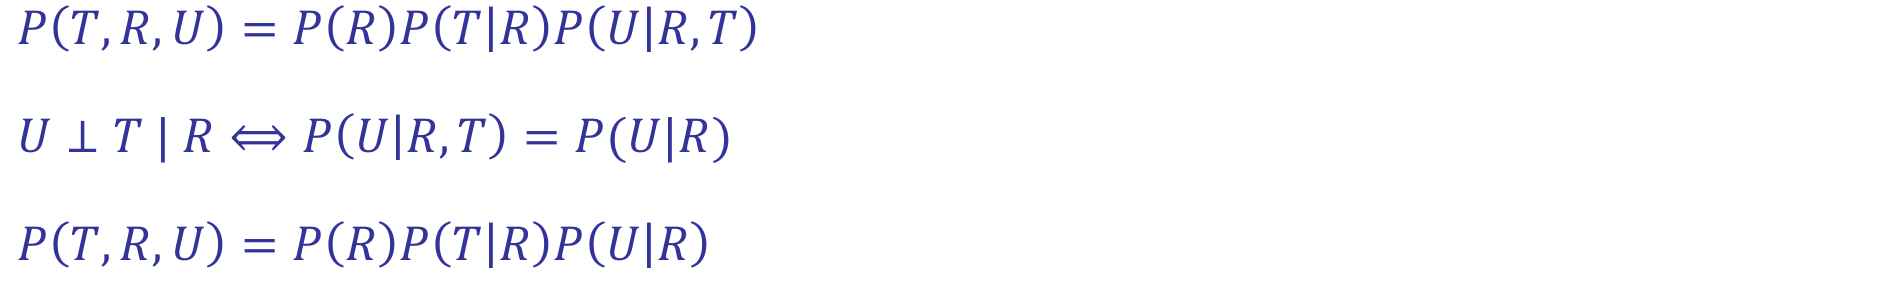 P(T, R, U) = P(R)P(T|R)P(U|R, T)
U ⊥ T | R ⟺ P(U|R, T) = P(U|R)
P(T, R, U) = P(R)P(T|R)P(U|R)